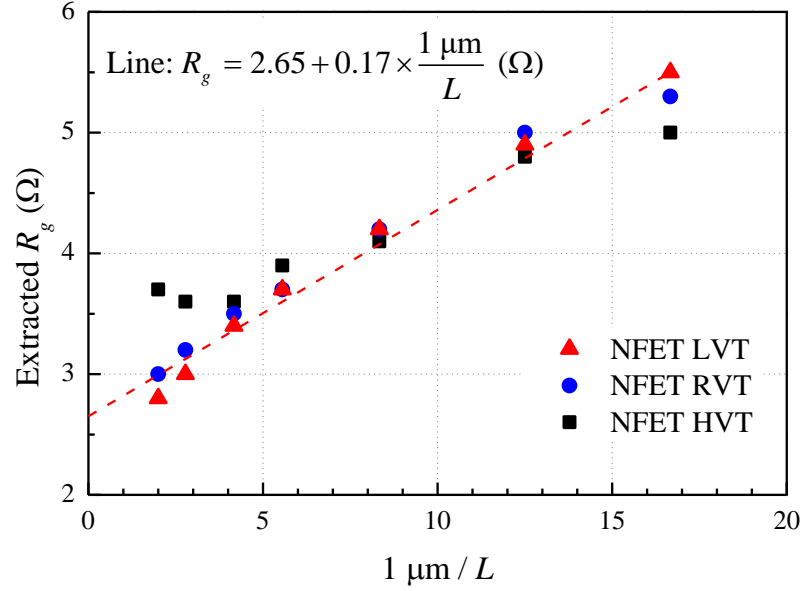 Line: R_g = 2.65 + 0.17 × 1 μm / L (Ω)
6
5
4
3
2
Extracted R_g (Ω)
NFET LVT
NFET RVT
NFET HVT
0 5 10 15 20
1 μm / L